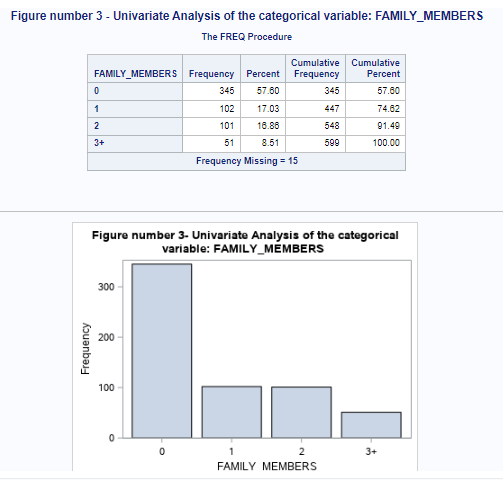 Figure number 3 - Univariate Analysis of the categorical variable: FAMILY_MEMBERS
The FREQ Procedure
FAMILY_MEMBERS Frequency Percent Cumulative Frequency Cumulative Percent
0 345 57.60 345 57.60
1 102 17.03 447 74.62
2 101 16.86 548 91.49
3+ 51 8.51 599 100.00
Frequency Missing = 15
Figure number 3- Univariate Analysis of the categorical
variable: FAMILY_MEMBERS
Frequency
300
200
100
0
0 1 2 3+
FAMILY_MEMBERS